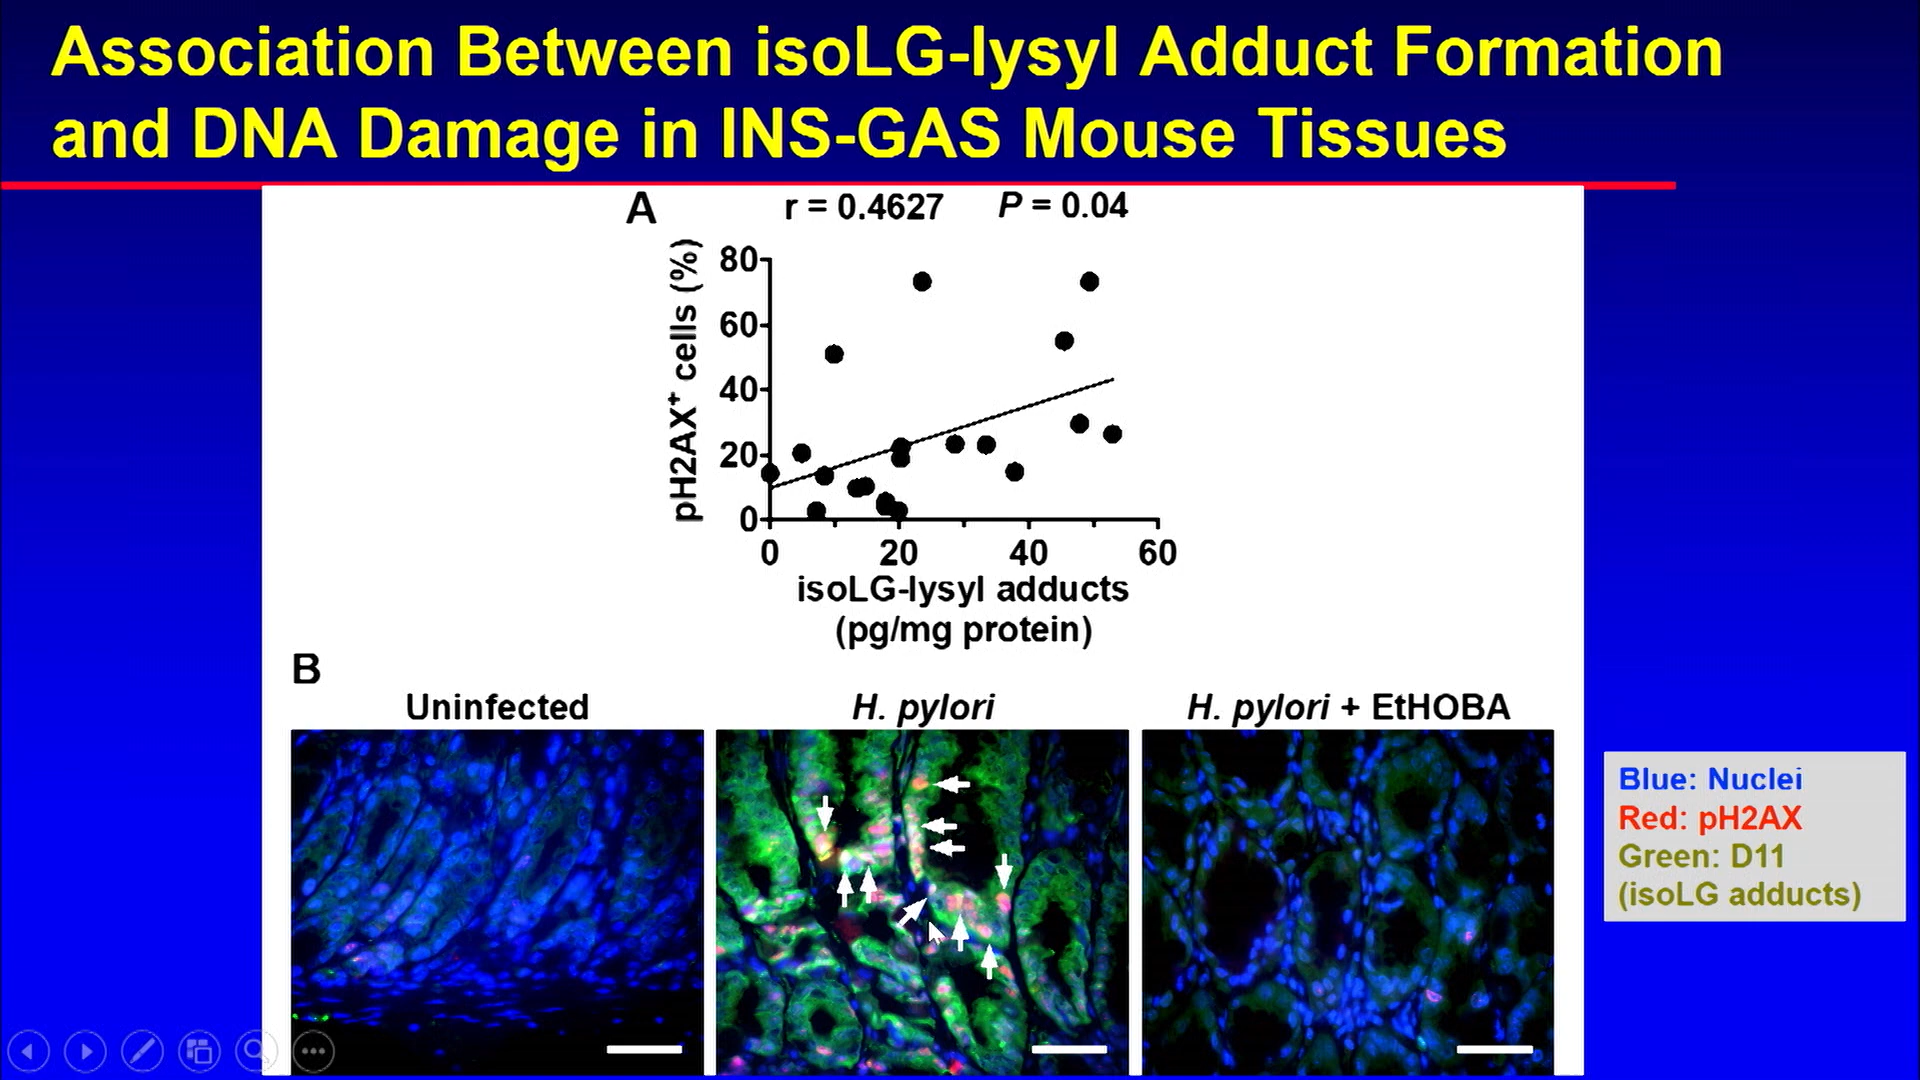 Association Between isoLG-lysyl Adduct Formation
and DNA Damage in INS-GAS Mouse Tissues
A
r = 0.4627 P = 0.04
pH2AX⁺ cells (%)
80
60
40
20
0
0 20 40 60
isoLG-lysyl adducts
(pg/mg protein)
B
Uninfected
H. pylori
H. pylori + EtHOBA
Blue: Nuclei
Red: pH2AX
Green: D11
(isoLG adducts)